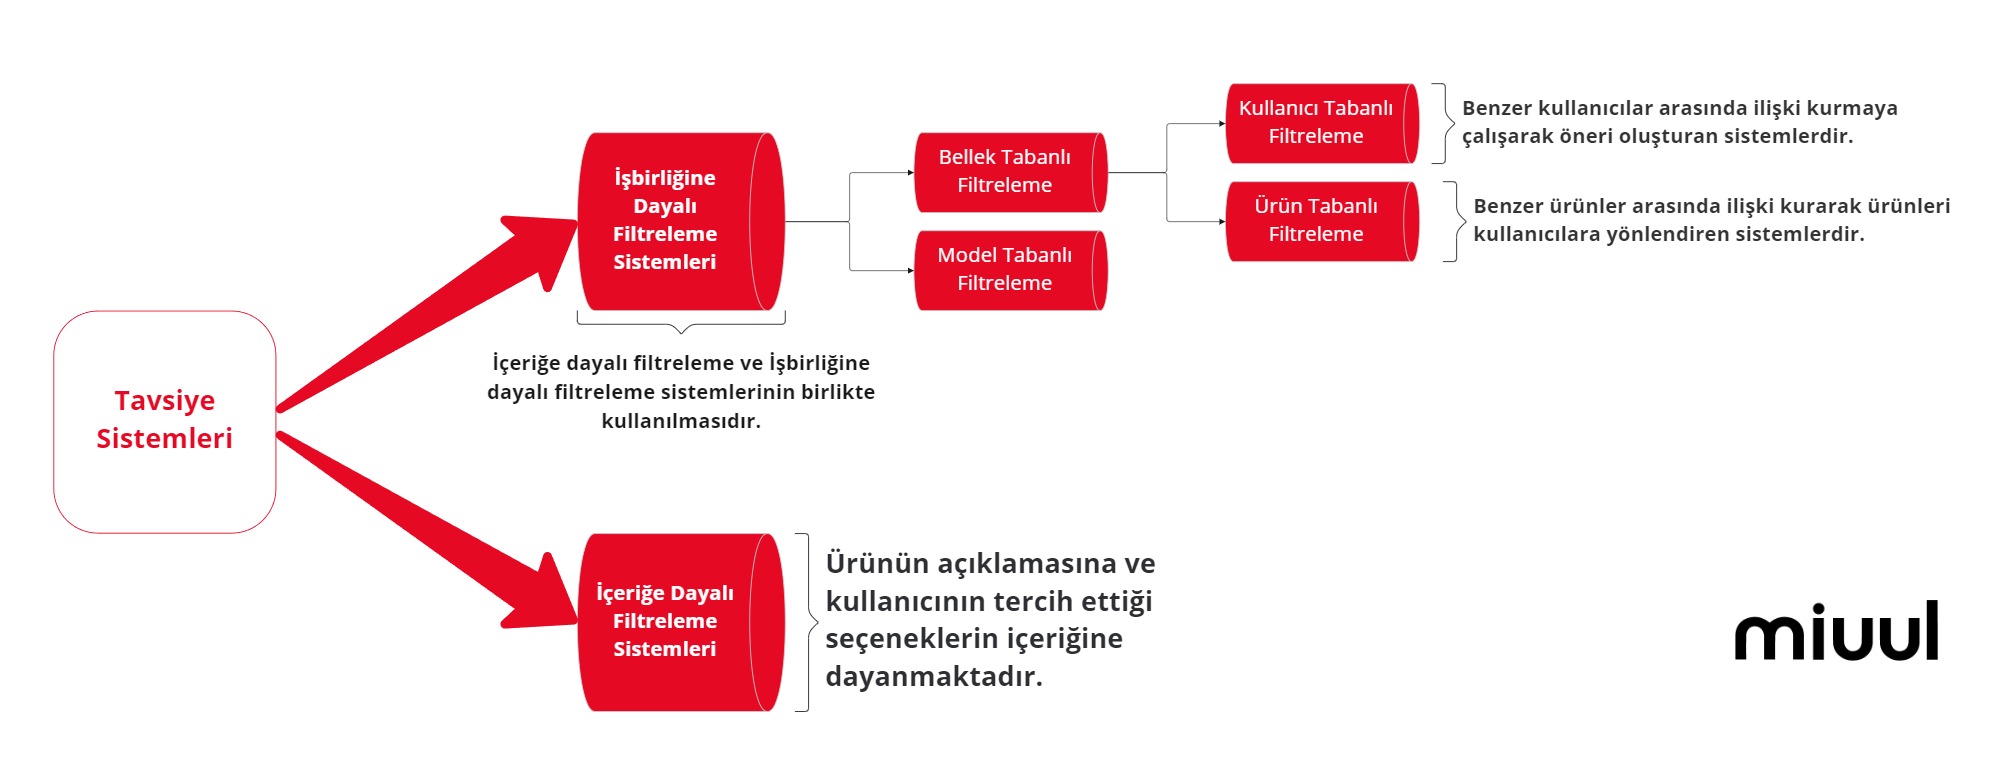 Tavsiye
Sistemleri
İşbirliğine
Dayalı
Filtreleme
Sistemleri
İçeriğe dayalı filtreleme ve İşbirliğine
dayalı filtreleme sistemlerinin birlikte
kullanılmasıdır.
Bellek Tabanlı
Filtreleme
Model Tabanlı
Filtreleme
Kullanıcı Tabanlı
Filtreleme
Benzer kullanıcılar arasında ilişki kurmaya
çalışarak öneri oluşturan sistemlerdir.
Ürün Tabanlı
Filtreleme
Benzer ürünler arasında ilişki kurarak ürünleri
kullanıcılara yönlendiren sistemlerdir.
İçeriğe Dayalı
Filtreleme
Sistemleri
Ürünün açıklamasına ve
kullanıcının tercih ettiği
seçeneklerin içeriğine
dayanmaktadır.
miuul